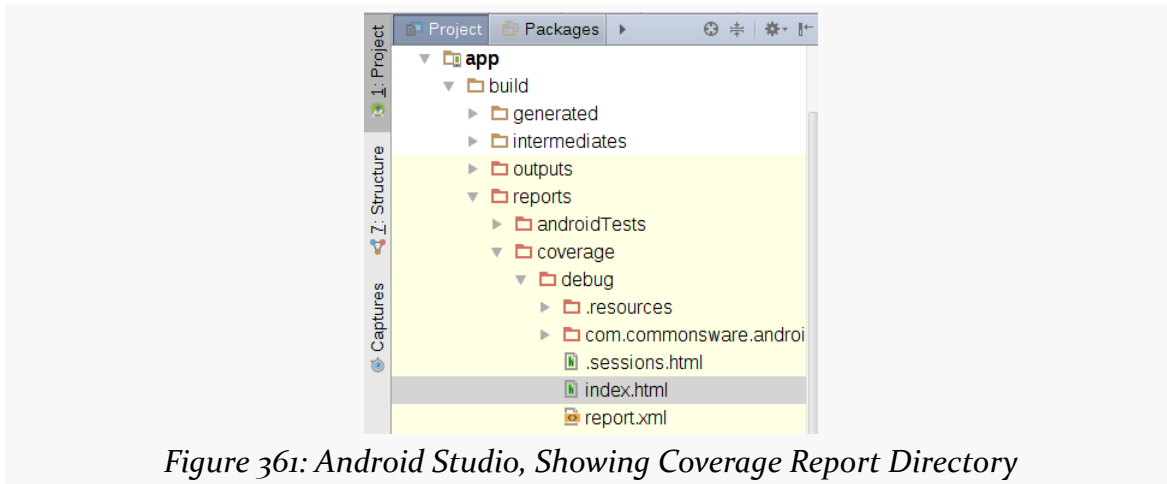 1: Project
7: Structure
Captures
Project Packages
app
build
generated
intermediates
outputs
reports
androidTests
coverage
debug
.resources
com.commonsware.androi
.sessions.html
index.html
report.xml
Figure 361: Android Studio, Showing Coverage Report Directory